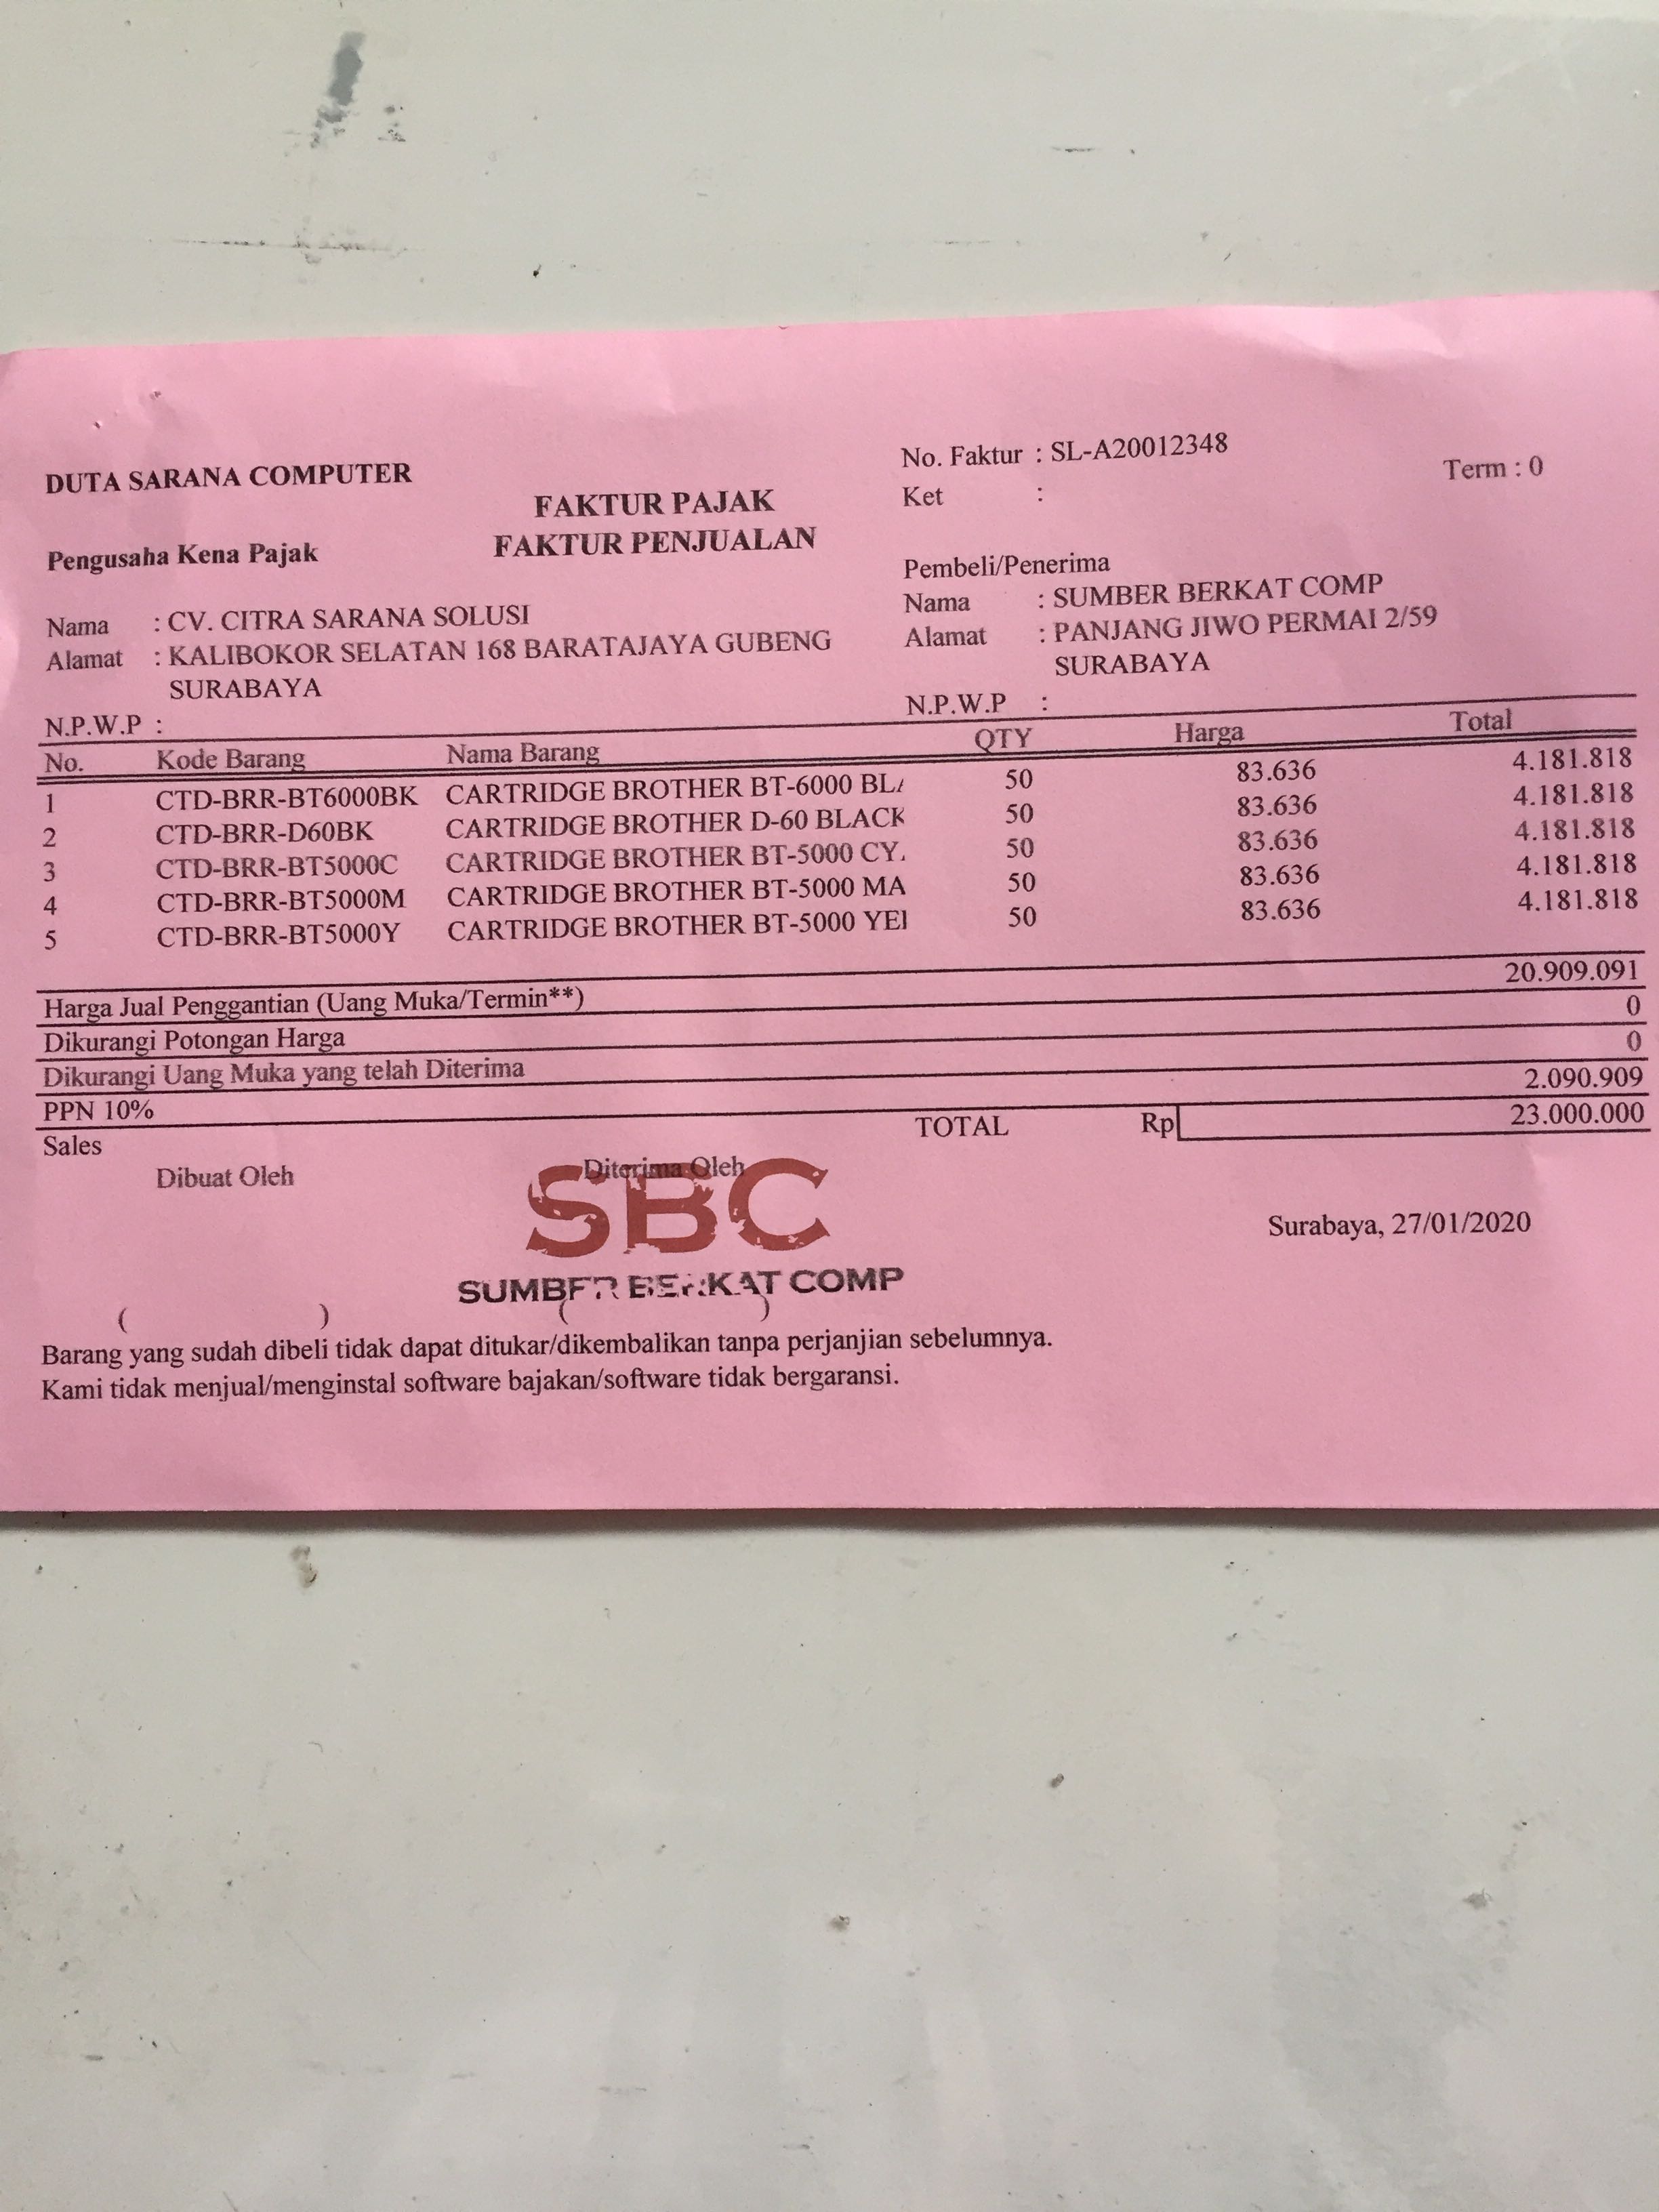 DUTA SARANA COMPUTER
FAKTUR PAJAK
FAKTUR PENJUALAN
No. Faktur : SL-A20012348
Term : 0
Ket :
Pengusaha Kena Pajak
Nama : CV. CITRA SARANA SOLUSI
Alamat : KALIBOKOR SELATAN 168 BARATAJAYA GUBENG
SURABAYA
N.P.W.P :
Pembeli/Penerima
Nama : SUMBER BERKAT COMP
Alamat : PANJANG JIWO PERMAI 2/59
SURABAYA
N.P.W.P :
No. Kode Barang Nama Barang QTY Harga Total
1 CTD-BRR-BT6000BK CARTRIDGE BROTHER BT-6000 BLA 50 83.636 4.181.818
2 CTD-BRR-D60BK CARTRIDGE BROTHER D-60 BLACK 50 83.636 4.181.818
3 CTD-BRR-BT5000C CARTRIDGE BROTHER BT-5000 CY 50 83.636 4.181.818
4 CTD-BRR-BT5000M CARTRIDGE BROTHER BT-5000 MA 50 83.636 4.181.818
5 CTD-BRR-BT5000Y CARTRIDGE BROTHER BT-5000 YE 50 83.636 4.181.818
Harga Jual Penggantian (Uang Muka/Termin**) 20.909.091
Dikurangi Potongan Harga 0
Dikurangi Uang Muka yang telah Diterima 0
PPN 10% 2.090.909
Sales TOTAL Rp 23.000.000
Dibuat Oleh Diterima Oleh
SBC
SUMBER BERKAT COMP
Surabaya, 27/01/2020
( ) ( )
Barang yang sudah dibeli tidak dapat ditukar/dikembalikan tanpa perjanjian sebelumnya.
Kami tidak menjual/menginstal software bajakan/software tidak bergaransi.